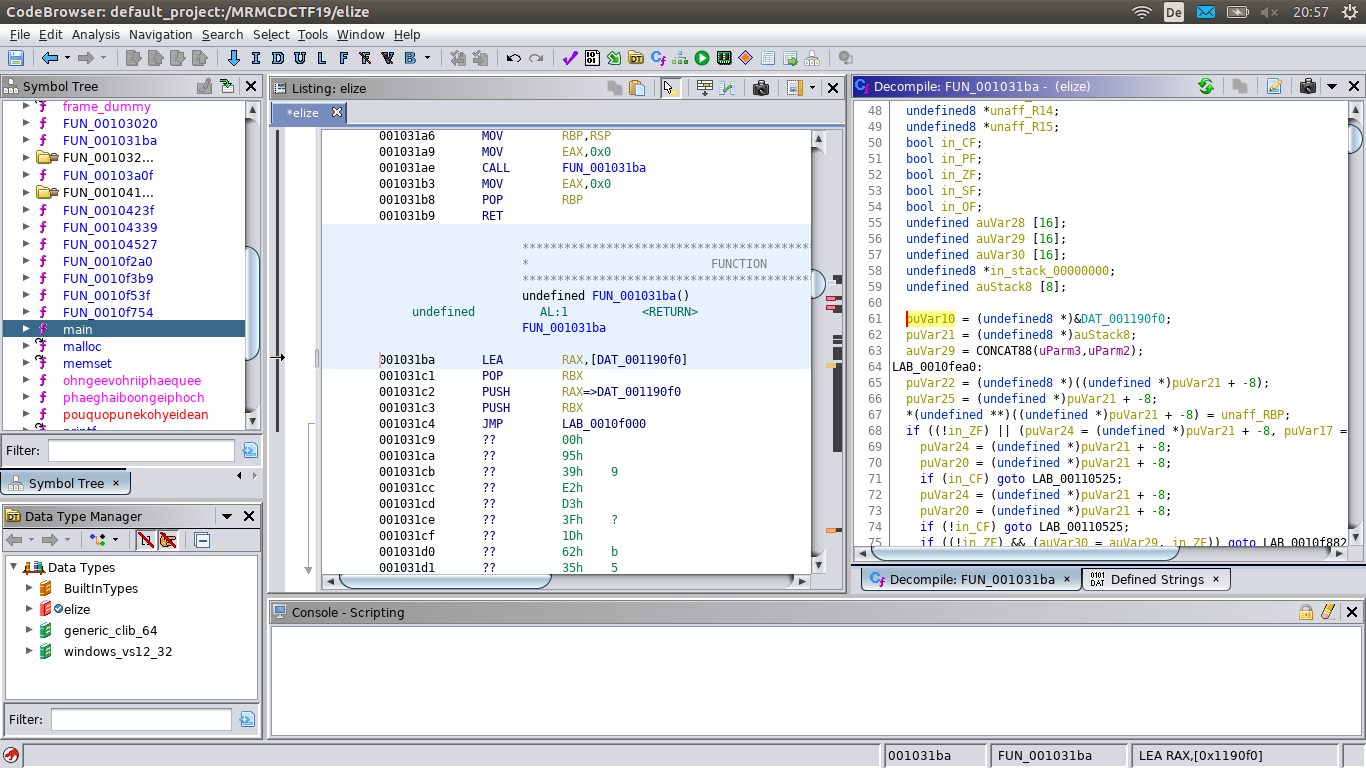 CodeBrowser: default_project:/MRMCDCTF19/elize
De
20:57
File Edit Analysis Navigation Search Select Tools Window Help
I D U L F R V B
Symbol Tree
frame_dummy
FUN_00103020
FUN_001031ba
FUN_001032...
FUN_00103a0f
FUN_001041...
FUN_0010423f
FUN_00104339
FUN_00104527
FUN_0010f2a0
FUN_0010f3b9
FUN_0010f53f
FUN_0010f754
main
malloc
memset
ohngeevohriiphaequee
phaeghaiboongeiphoch
pouquopunekohyeidean
printf
Filter:
Symbol Tree ×
Data Type Manager
Data Types
BuiltInTypes
elize
generic_clib_64
windows_vs12_32
Filter:
Listing: elize
*elize
001031a6 MOV RBP,RSP
001031a9 MOV EAX,0x0
001031ae CALL FUN_001031ba
001031b3 MOV EAX,0x0
001031b8 POP RBP
001031b9 RET
* FUNCTION
undefined FUN_001031ba()
undefined AL:1 <RETURN>
FUN_001031ba
001031ba LEA RAX,[DAT_001190f0]
001031c1 POP RBX
001031c2 PUSH RAX=>DAT_001190f0
001031c3 PUSH RBX
001031c4 JMP LAB_0010f000
001031c9 ?? 00h
001031ca ?? 95h
001031cb ?? 39h 9
001031cc ?? E2h
001031cd ?? D3h
001031ce ?? 3Fh ?
001031cf ?? 1Dh
001031d0 ?? 62h b
001031d1 ?? 35h 5
Decompile: FUN_001031ba - (elize)
48 undefined8 *unaff_R14;
49 undefined8 *unaff_R15;
50 bool in_CF;
51 bool in_PF;
52 bool in_ZF;
53 bool in_SF;
54 bool in_OF;
55 undefined auVar28 [16];
56 undefined auVar29 [16];
57 undefined auVar30 [16];
58 undefined8 *in_stack_00000000;
59 undefined auStack8 [8];
60
61 puVar10 = (undefined8 *)&DAT_001190f0;
62 puVar21 = (undefined8 *)auStack8;
63 auVar29 = CONCAT88(uParm3,uParm2);
64 LAB_0010fea0:
65 puVar22 = (undefined8 *)((undefined *)puVar21 + -8);
66 puVar25 = (undefined *)puVar21 + -8;
67 *(undefined **)((undefined *)puVar21 + -8) = unaff_RBP;
68 if ((!in_ZF) || (puVar24 = (undefined *)puVar21 + -8, puVar17 =
69 puVar24 = (undefined *)puVar21 + -8;
70 puVar20 = (undefined *)puVar21 + -8;
71 if (in_CF) goto LAB_00110525;
72 puVar24 = (undefined *)puVar21 + -8;
73 puVar20 = (undefined *)puVar21 + -8;
74 if (!in_CF) goto LAB_00110525;
75 if ((!in_ZF) && (auVar30 = auVar29, in_ZF)) goto LAB_0010f882
Decompile: FUN_001031ba × Defined Strings ×
Console - Scripting
001031ba FUN_001031ba LEA RAX,[0x1190f0]